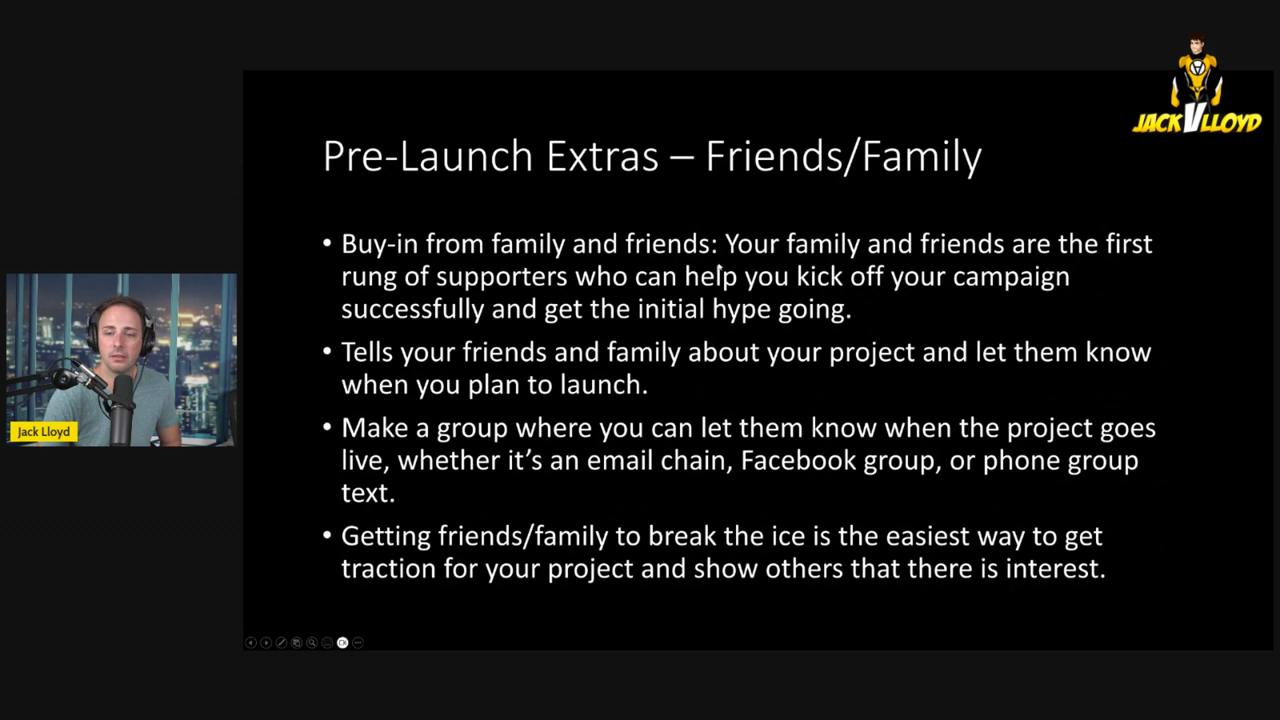 JACK V LLOYD
Pre-Launch Extras – Friends/Family
• Buy-in from family and friends: Your family and friends are the first
rung of supporters who can help you kick off your campaign
successfully and get the initial hype going.
• Tells your friends and family about your project and let them know
when you plan to launch.
• Make a group where you can let them know when the project goes
live, whether it’s an email chain, Facebook group, or phone group
text.
• Getting friends/family to break the ice is the easiest way to get
traction for your project and show others that there is interest.
Jack Lloyd